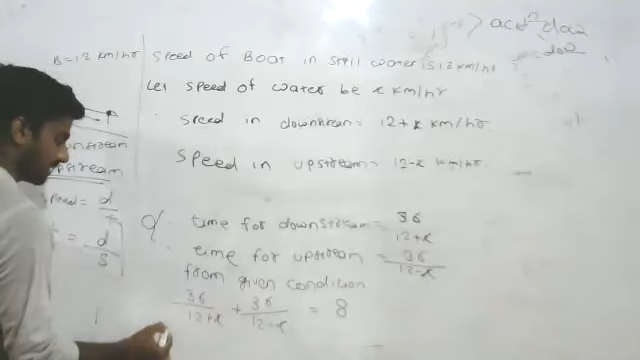 B = 12 km/hr
Speed of Boat in still water is 12 km/hr
Let speed of water be x km/hr
Speed in downstream = 12+x km/hr.
Speed in upstream = 12-x km/hr.
Speed = d
= d/s
time for downstream = 36/12+x
time for upstream = 36/12-x
from given condition
36/12+x + 36/12-x = 8